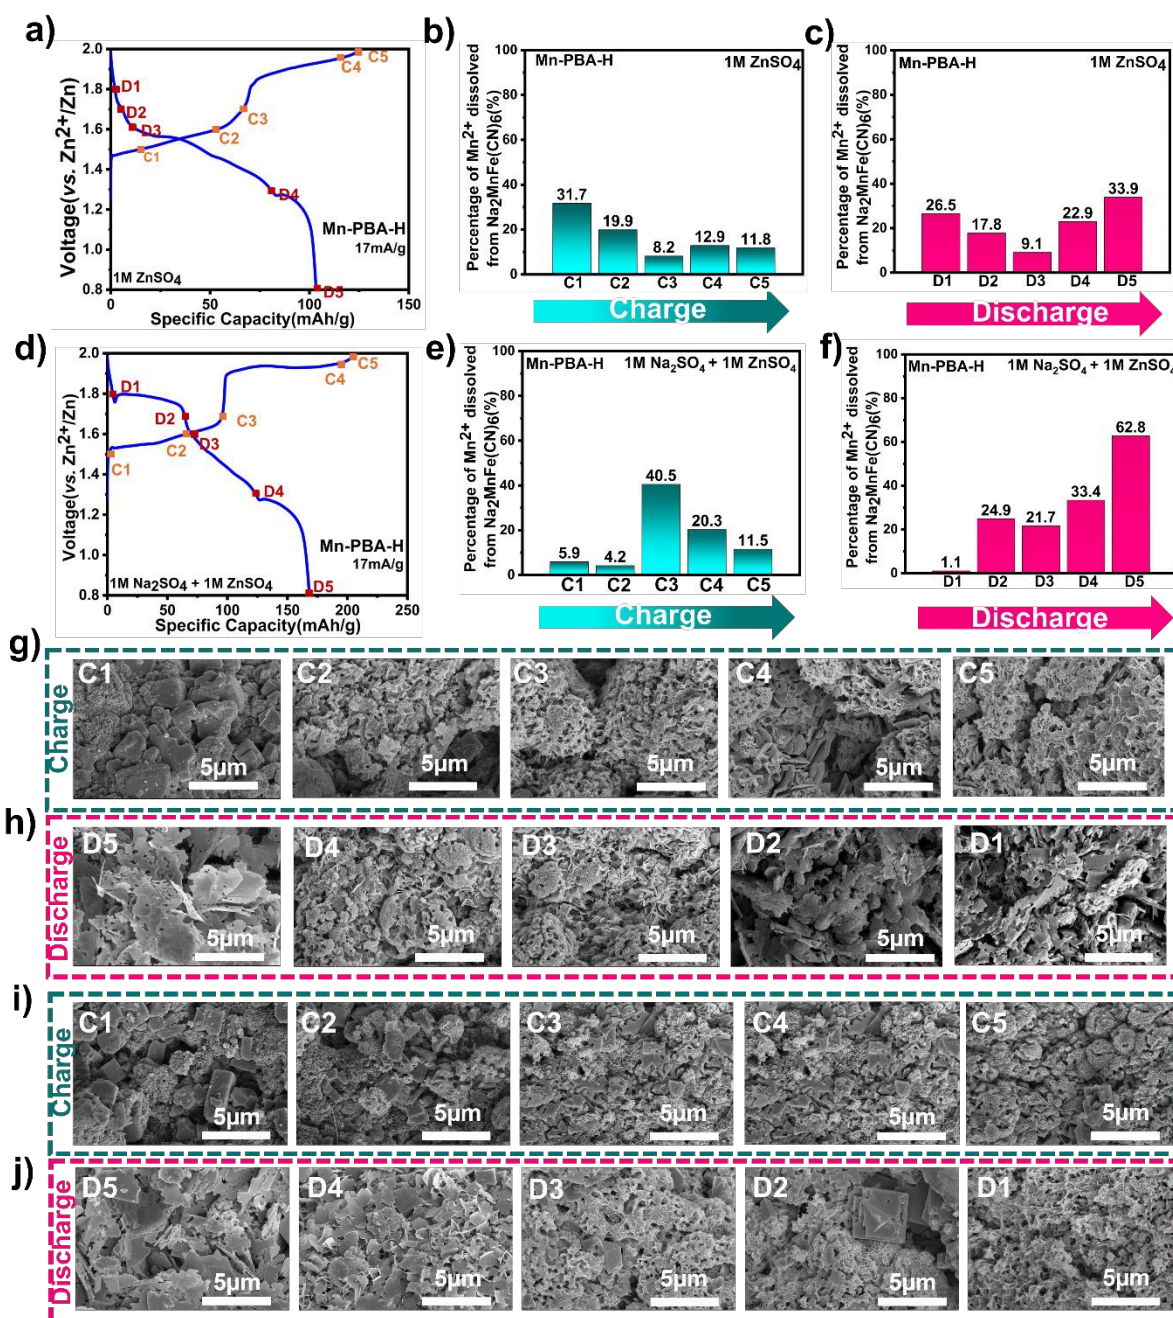 a)
Voltage(vs. Zn²⁺/Zn)
2.0
1.8
1.6
1.4
1.2
1.0
0.8
D1
D2
D3
D4
D5
C1
C2
C3
C4
C5
Mn-PBA-H
17mA/g
1M ZnSO₄
0 50 100 150
Specific Capacity(mAh/g)
b)
Percentage of Mn²⁺ dissolved
from Na₂MnFe(CN)₆(%)
100
80
60
40
20
0
Mn-PBA-H 1M ZnSO₄
31.7
19.9
8.2
12.9
11.8
C1 C2 C3 C4 C5
Charge
c)
Percentage of Mn²⁺ dissolved
from Na₂MnFe(CN)₆(%)
100
80
60
40
20
0
Mn-PBA-H 1M ZnSO₄
26.5
17.8
9.1
22.9
33.9
D1 D2 D3 D4 D5
Discharge
d)
Voltage(vs. Zn²⁺/Zn)
2.0
1.8
1.6
1.4
1.2
1.0
0.8
D1
D2
D3
D4
D5
C1
C2
C3
C4
C5
Mn-PBA-H
17mA/g
1M Na₂SO₄ + 1M ZnSO₄
0 50 100 150 200 250
Specific Capacity(mAh/g)
e)
Percentage of Mn²⁺ dissolved
from Na₂MnFe(CN)₆(%)
100
80
60
40
20
0
Mn-PBA-H 1M Na₂SO₄ + 1M ZnSO₄
5.9
4.2
40.5
20.3
11.5
C1 C2 C3 C4 C5
Charge
f)
Percentage of Mn²⁺ dissolved
from Na₂MnFe(CN)₆(%)
100
80
60
40
20
0
Mn-PBA-H 1M Na₂SO₄ + 1M ZnSO₄
1.1
24.9
21.7
33.4
62.8
D1 D2 D3 D4 D5
Discharge
g)
Charge
C1 C2 C3 C4 C5
5μm 5μm 5μm 5μm 5μm
h)
Discharge
D5 D4 D3 D2 D1
5μm 5μm 5μm 5μm 5μm
i)
Charge
C1 C2 C3 C4 C5
5μm 5μm 5μm 5μm 5μm
j)
Discharge
D5 D4 D3 D2 D1
5μm 5μm 5μm 5μm 5μm